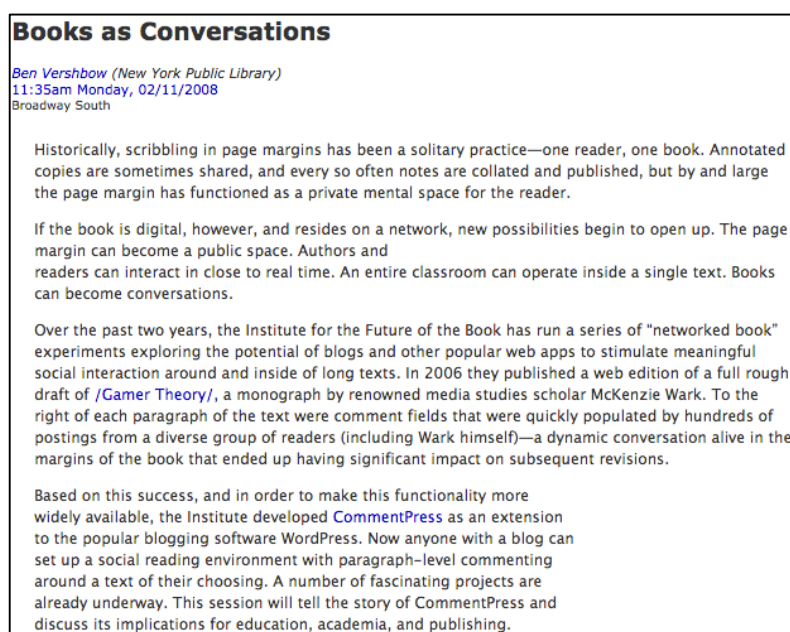 Books as Conversations
Ben Vershbow (New York Public Library)
11:35am Monday, 02/11/2008
Broadway South
Historically, scribbling in page margins has been a solitary practice—one reader, one book. Annotated
copies are sometimes shared, and every so often notes are collated and published, but by and large
the page margin has functioned as a private mental space for the reader.
If the book is digital, however, and resides on a network, new possibilities begin to open up. The page
margin can become a public space. Authors and
readers can interact in close to real time. An entire classroom can operate inside a single text. Books
can become conversations.
Over the past two years, the Institute for the Future of the Book has run a series of "networked book"
experiments exploring the potential of blogs and other popular web apps to stimulate meaningful
social interaction around and inside of long texts. In 2006 they published a web edition of a full rough
draft of /Gamer Theory/, a monograph by renowned media studies scholar McKenzie Wark. To the
right of each paragraph of the text were comment fields that were quickly populated by hundreds of
postings from a diverse group of readers (including Wark himself)—a dynamic conversation alive in the
margins of the book that ended up having significant impact on subsequent revisions.
Based on this success, and in order to make this functionality more
widely available, the Institute developed CommentPress as an extension
to the popular blogging software WordPress. Now anyone with a blog can
set up a social reading environment with paragraph-level commenting
around a text of their choosing. A number of fascinating projects are
already underway. This session will tell the story of CommentPress and
discuss its implications for education, academia, and publishing.